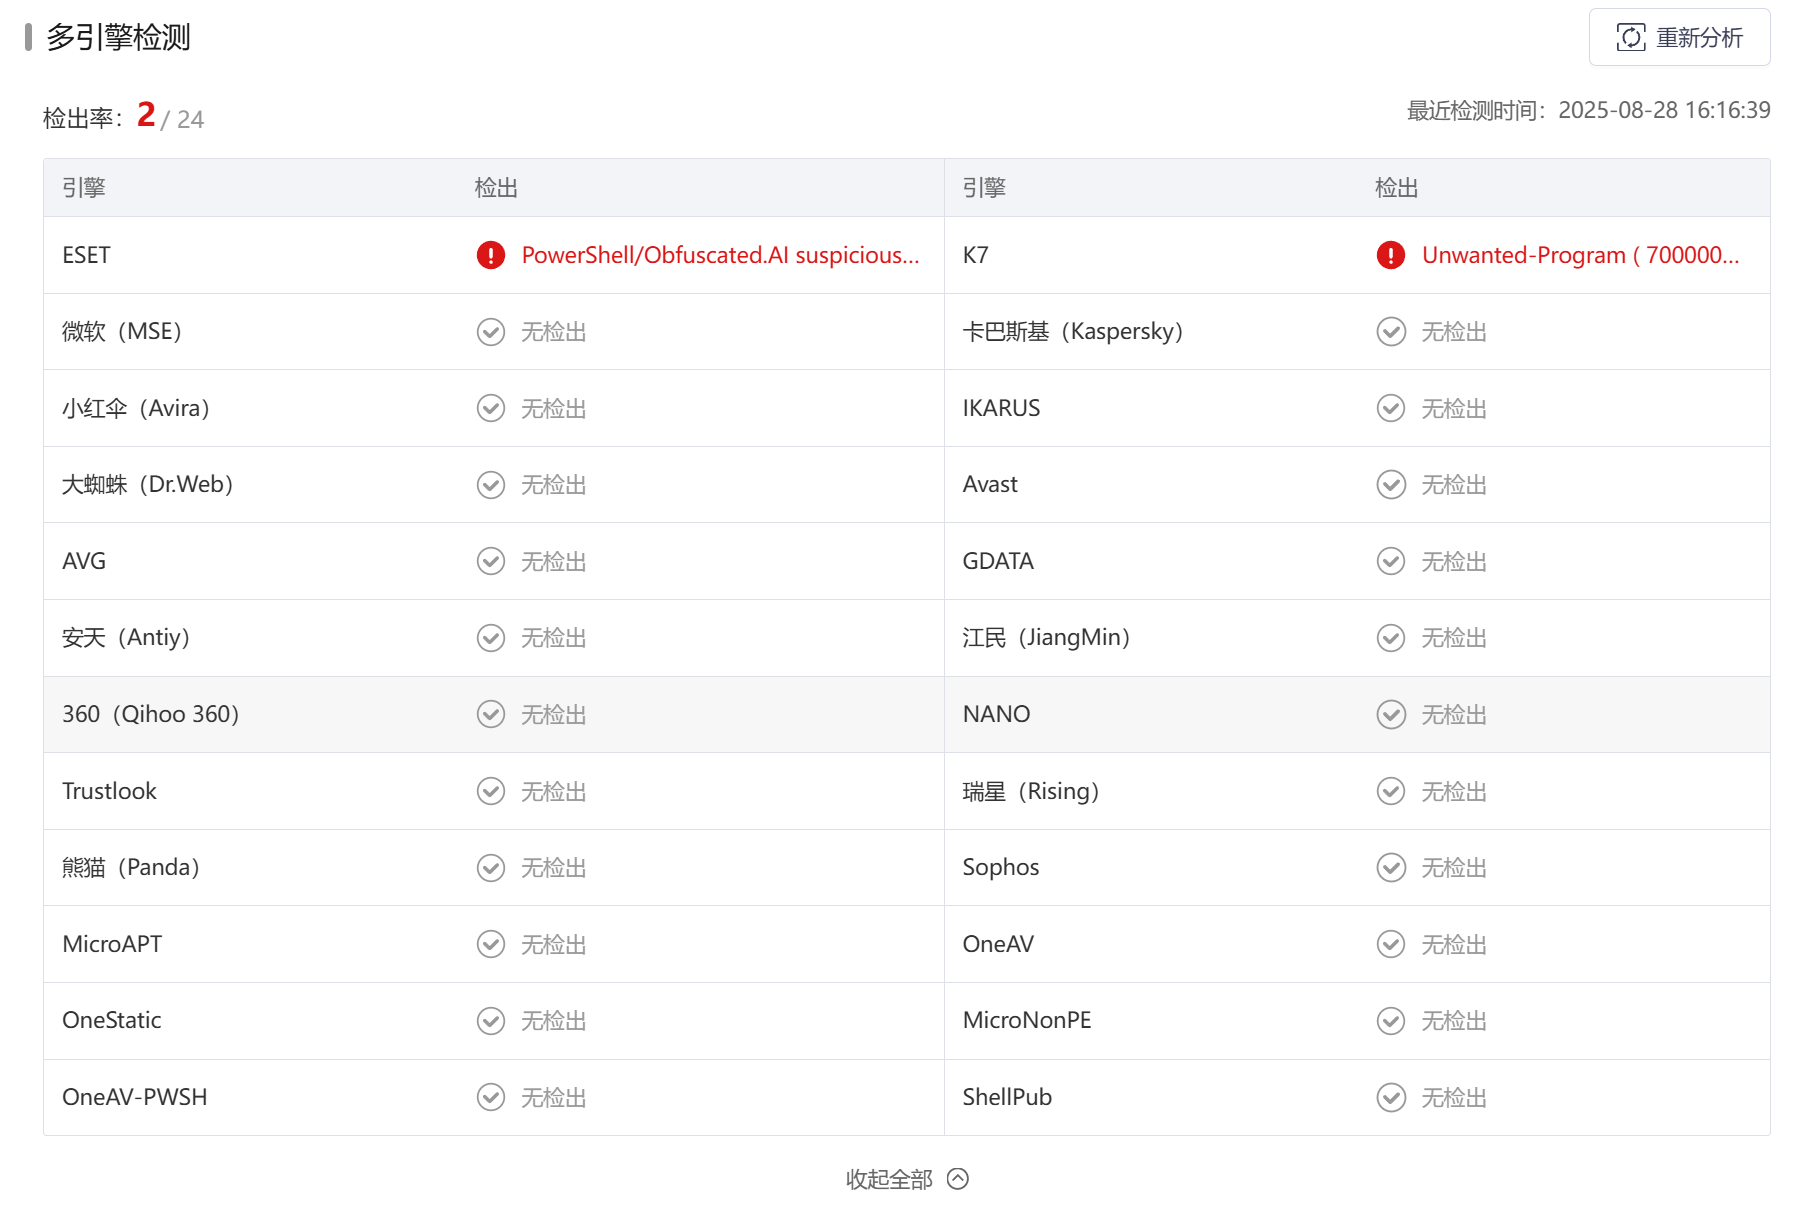 多引擎检测
重新分析
检出率：2 / 24
最近检测时间：2025-08-28 16:16:39
引擎 检出 引擎 检出
ESET PowerShell/Obfuscated.AI suspicious... K7 Unwanted-Program ( 700000...
微软（MSE） 无检出 卡巴斯基（Kaspersky） 无检出
小红伞（Avira） 无检出 IKARUS 无检出
大蜘蛛（Dr.Web） 无检出 Avast 无检出
AVG 无检出 GDATA 无检出
安天（Antiy） 无检出 江民（JiangMin） 无检出
360（Qihoo 360） 无检出 NANO 无检出
Trustlook 无检出 瑞星（Rising） 无检出
熊猫（Panda） 无检出 Sophos 无检出
MicroAPT 无检出 OneAV 无检出
OneStatic 无检出 MicroNonPE 无检出
OneAV-PWSH 无检出 ShellPub 无检出
收起全部